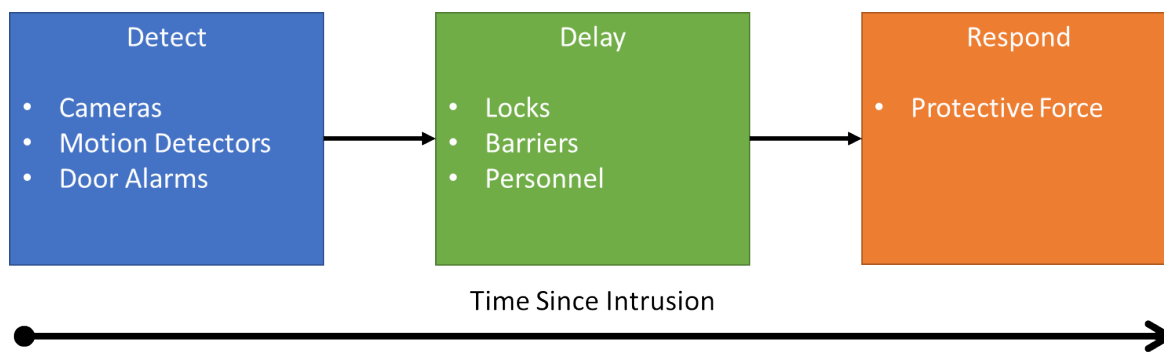 Detect
• Cameras
• Motion Detectors
• Door Alarms
Delay
• Locks
• Barriers
• Personnel
Respond
• Protective Force
Time Since Intrusion